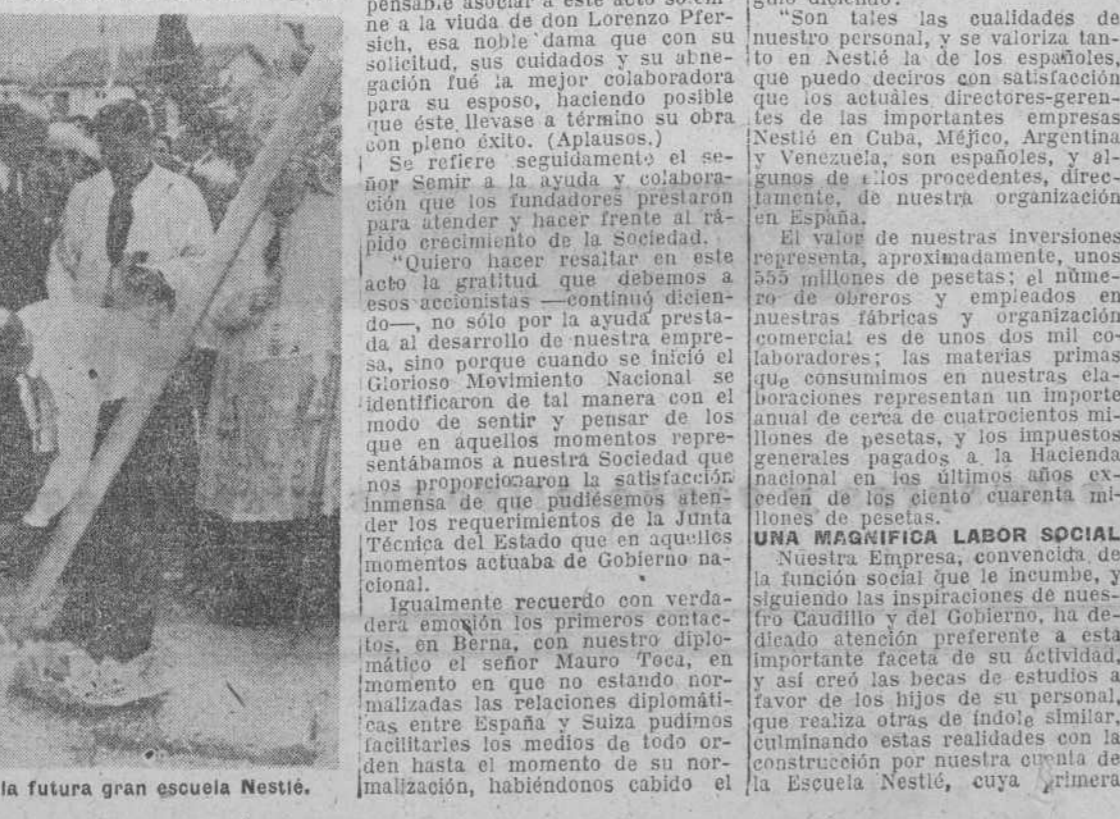 la futura gran escuela Nestlé.
pensable asociar a este acto solem-
ne a la viuda de don Lorenzo Pfer-
sich, esa noble dama que con su
solicitud, sus cuidados y su abne-
gación fué la mejor colaboradora
para su esposo, haciendo posible
que éste llevase a término su obra
con pleno éxito. (Aplausos.)
Se refiere seguidamente el se-
ñor Semir a la ayuda y colabora-
ción que los fundadores prestaron
para atender y hacer frente al rá-
pido crecimiento de la Sociedad.
"Quiero hacer resaltar en este
acto la gratitud que debemos a
esos accionistas —continuó dicien-
do—, no sólo por la ayuda presta-
da al desarrollo de nuestra empre-
sa, sino porque cuando se inició el
Glorioso Movimiento Nacional se
identificaron de tal manera con el
modo de sentir y pensar de los
que en aquellos momentos repre-
sentábamos a nuestra Sociedad que
nos proporcionaron la satisfacción
inmensa de que pudiésemos aten-
der los requerimientos de la Junta
Técnica del Estado que en aquellos
momentos actuaba de Gobierno na-
cional.
Igualmente recuerdo con verda-
dera emoción los primeros contac-
tos, en Berna, con nuestro diplo-
mático el señor Mauro Toca, en
momento en que no estando nor-
malizadas las relaciones diplomáti-
cas entre España y Suiza pudimos
facilitarles los medios de todo or-
den hasta el momento de su nor-
malización, habiéndonos cabido el
diciendo:
"Son tales las cualidades de
nuestro personal, y se valoriza tan-
to en Nestlé la de los españoles,
que puedo deciros con satisfacción
que los actuales directores-geren-
tes de las importantes empresas
Nestlé en Cuba, Méjico, Argentina
y Venezuela, son españoles, y al-
gunos de ellos procedentes, direc-
tamente, de nuestra organización
en España.
El valor de nuestras inversiones
representa, aproximadamente, unos
555 millones de pesetas; el núme-
ro de obreros y empleados en
nuestras fábricas y organización
comercial es de unos dos mil co-
laboradores; las materias primas
que consumimos en nuestras ela-
boraciones representan un importe
anual de cerca de cuatrocientos mi-
llones de pesetas, y los impuestos
generales pagados a la Hacienda
nacional en los últimos años ex-
ceden de los ciento cuarenta mi-
llones de pesetas.
UNA MAGNIFICA LABOR SOCIAL
Nuestra Empresa, convencida de
la función social que le incumbe, y
siguiendo las inspiraciones de nues-
tro Caudillo y del Gobierno, ha de-
dicado atención preferente a esta
importante faceta de su actividad,
y así creó las becas de estudios a
favor de los hijos de su personal,
que realiza otras de índole similar,
culminando estas realidades con la
construcción por nuestra cuenta de
la Escuela Nestlé, cuya primera